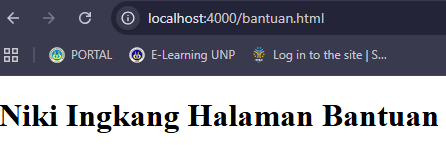 localhost:4000/bantuan.html
PORTAL E-Learning UNP Log in to the site | S...
Niki Ingkang Halaman Bantuan